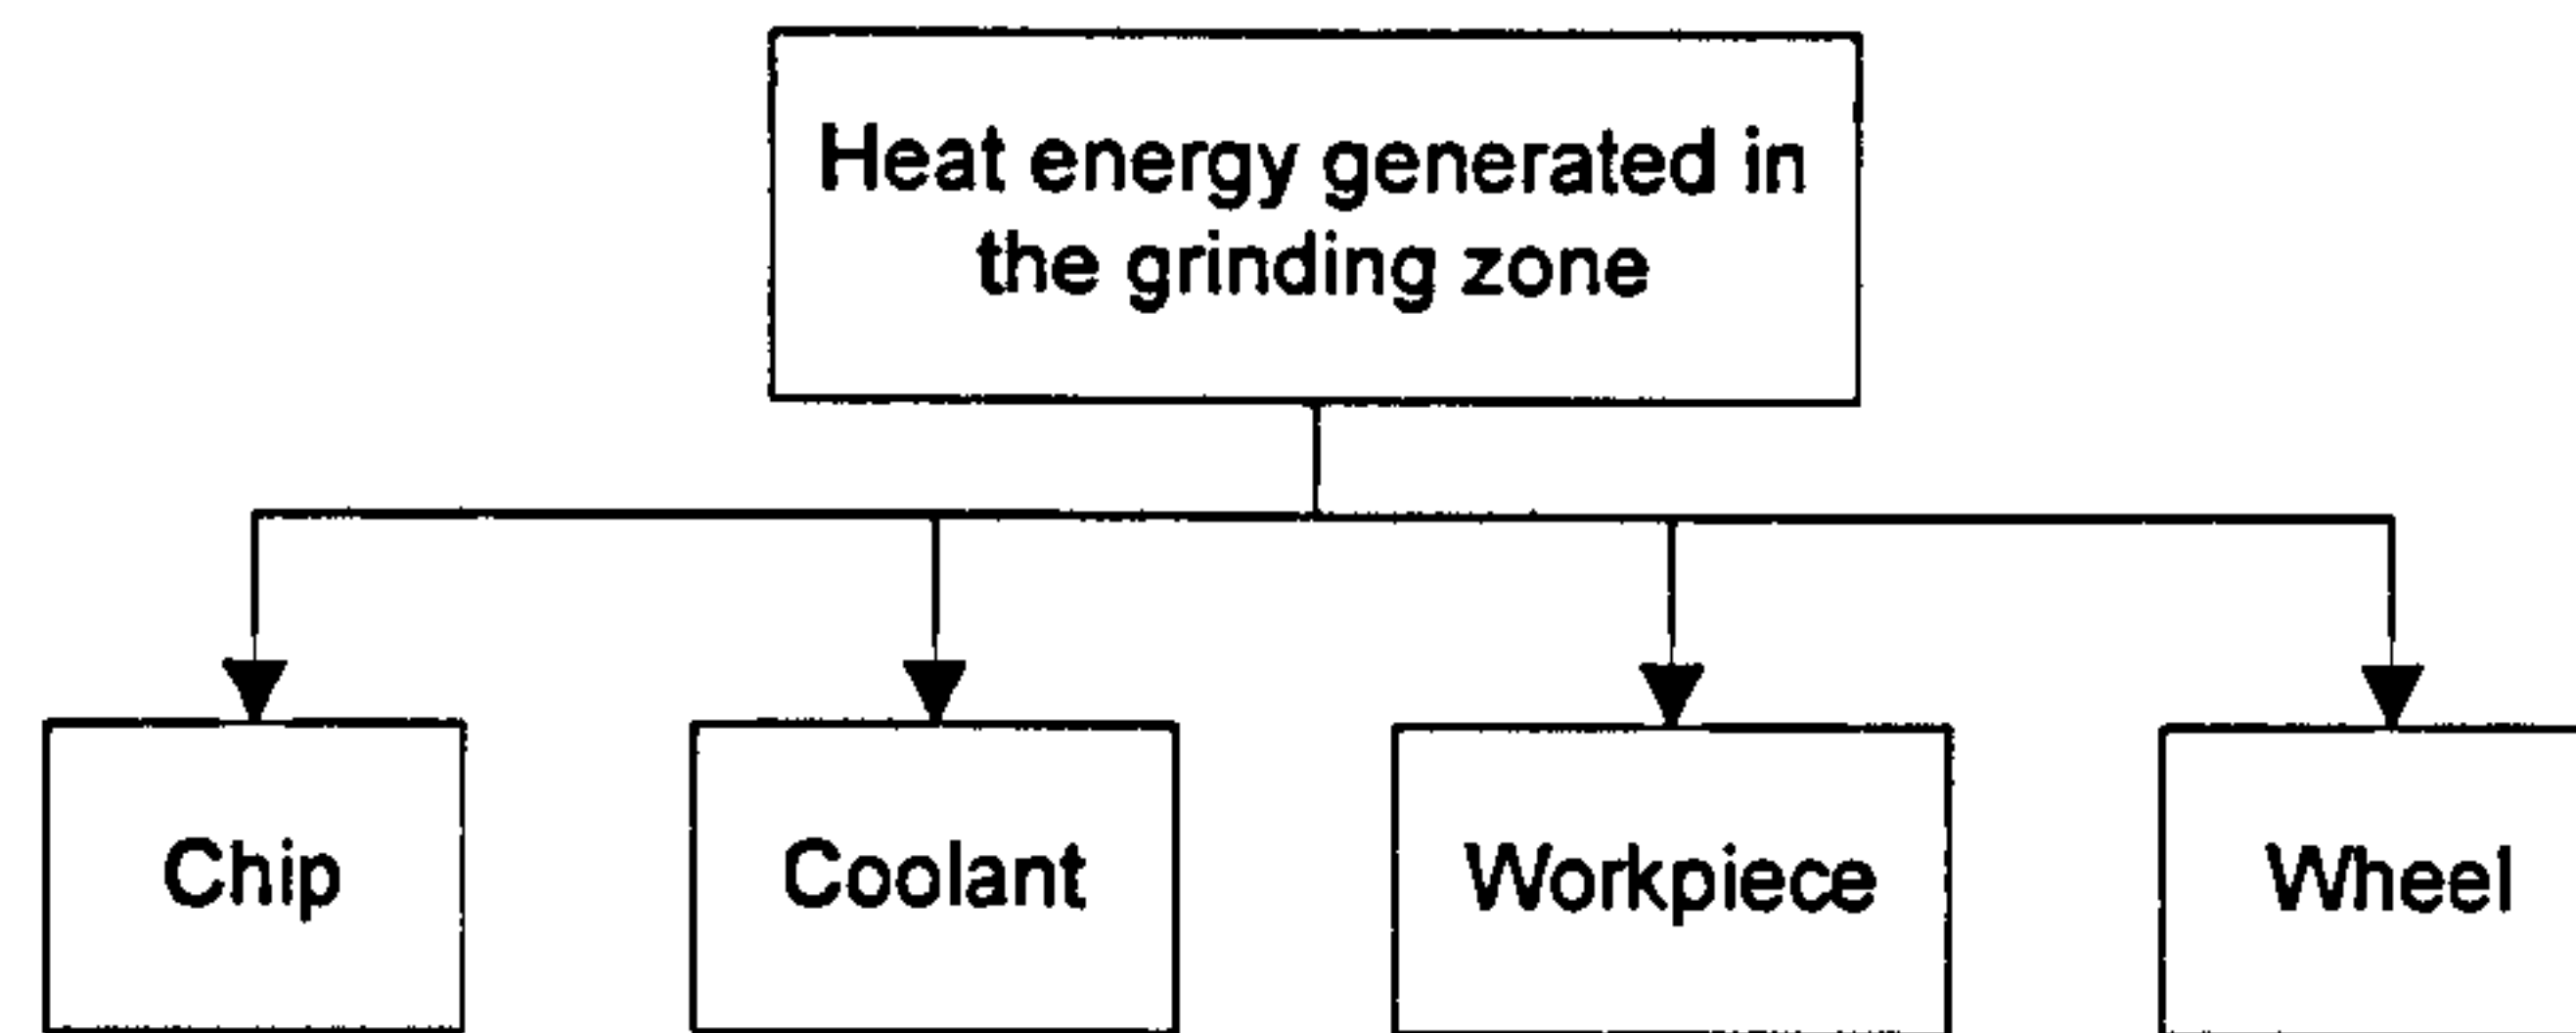 Heat energy generated in
the grinding zone
Chip
Coolant
Workpiece
Wheel